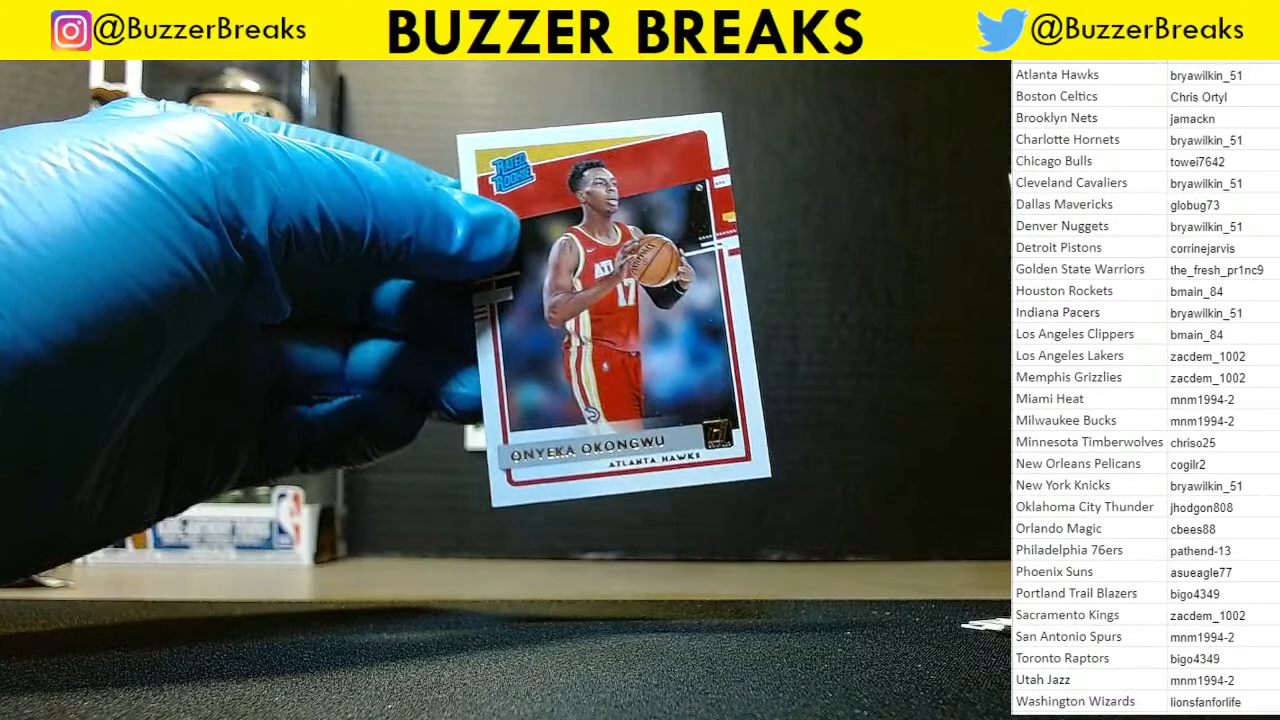 @BuzzerBreaks
BUZZER BREAKS
@BuzzerBreaks
Atlanta Hawks bryawilkin_51
Boston Celtics Chris Ortyl
Brooklyn Nets jamackn
Charlotte Hornets bryawilkin_51
Chicago Bulls towei7642
Cleveland Cavaliers bryawilkin_51
Dallas Mavericks globug73
Denver Nuggets bryawilkin_51
Detroit Pistons corrinejarvis
Golden State Warriors the_fresh_pr1nc9
Houston Rockets bmain_84
Indiana Pacers bryawilkin_51
Los Angeles Clippers bmain_84
Los Angeles Lakers zacdem_1002
Memphis Grizzlies zacdem_1002
Miami Heat mnm1994-2
Milwaukee Bucks mnm1994-2
Minnesota Timberwolves chriso25
New Orleans Pelicans cogilr2
New York Knicks bryawilkin_51
Oklahoma City Thunder jhodgon808
Orlando Magic cbees88
Philadelphia 76ers pathend-13
Phoenix Suns asueagle77
Portland Trail Blazers bigo4349
Sacramento Kings zacdem_1002
San Antonio Spurs mnm1994-2
Toronto Raptors bigo4349
Utah Jazz mnm1994-2
Washington Wizards lionsfanforlife
RATED
ROOKIE
ATL
17
ONYEKA OKONGWU
ATLANTA HAWKS